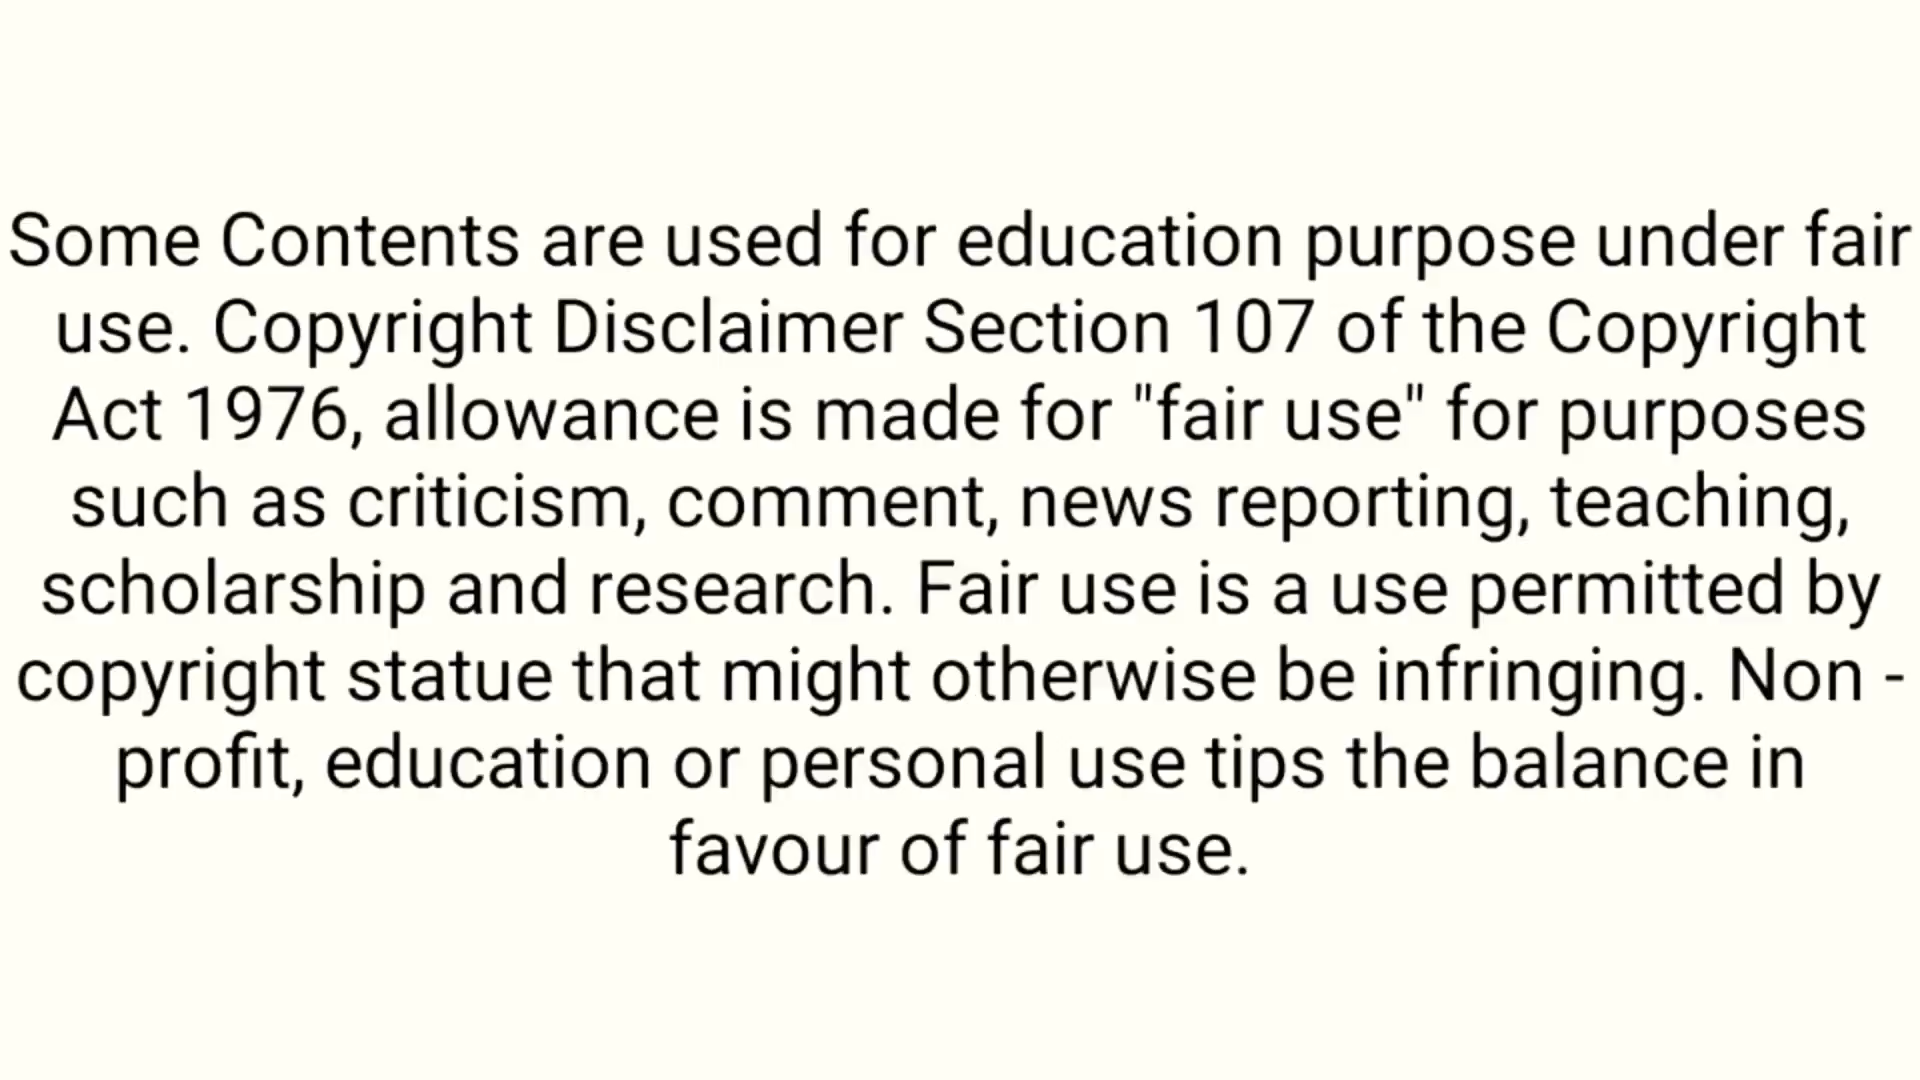 Some Contents are used for education purpose under fair
use. Copyright Disclaimer Section 107 of the Copyright
Act 1976, allowance is made for "fair use" for purposes
such as criticism, comment, news reporting, teaching,
scholarship and research. Fair use is a use permitted by
copyright statue that might otherwise be infringing. Non -
profit, education or personal use tips the balance in
favour of fair use.